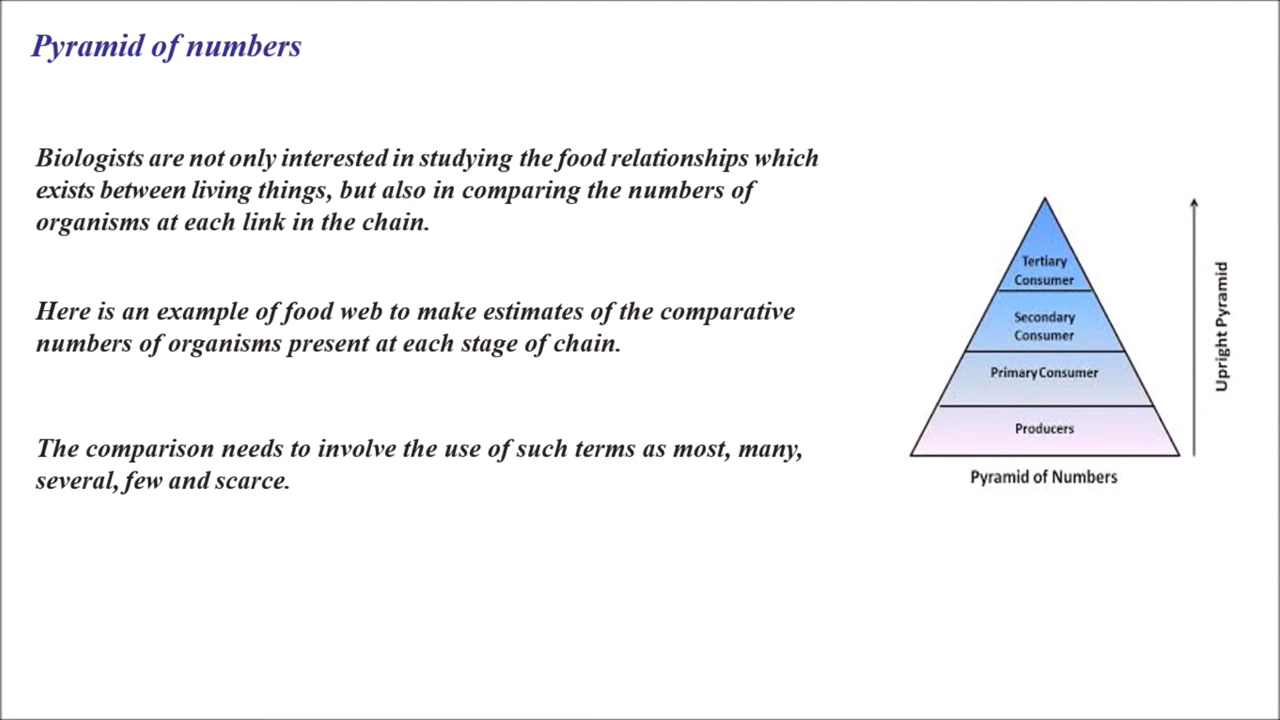 Pyramid of numbers
Biologists are not only interested in studying the food relationships which
exists between living things, but also in comparing the numbers of
organisms at each link in the chain.
Here is an example of food web to make estimates of the comparative
numbers of organisms present at each stage of chain.
The comparison needs to involve the use of such terms as most, many,
several, few and scarce.
Tertiary
Consumer
Secondary
Consumer
Primary Consumer
Producers
Pyramid of Numbers
Upright Pyramid